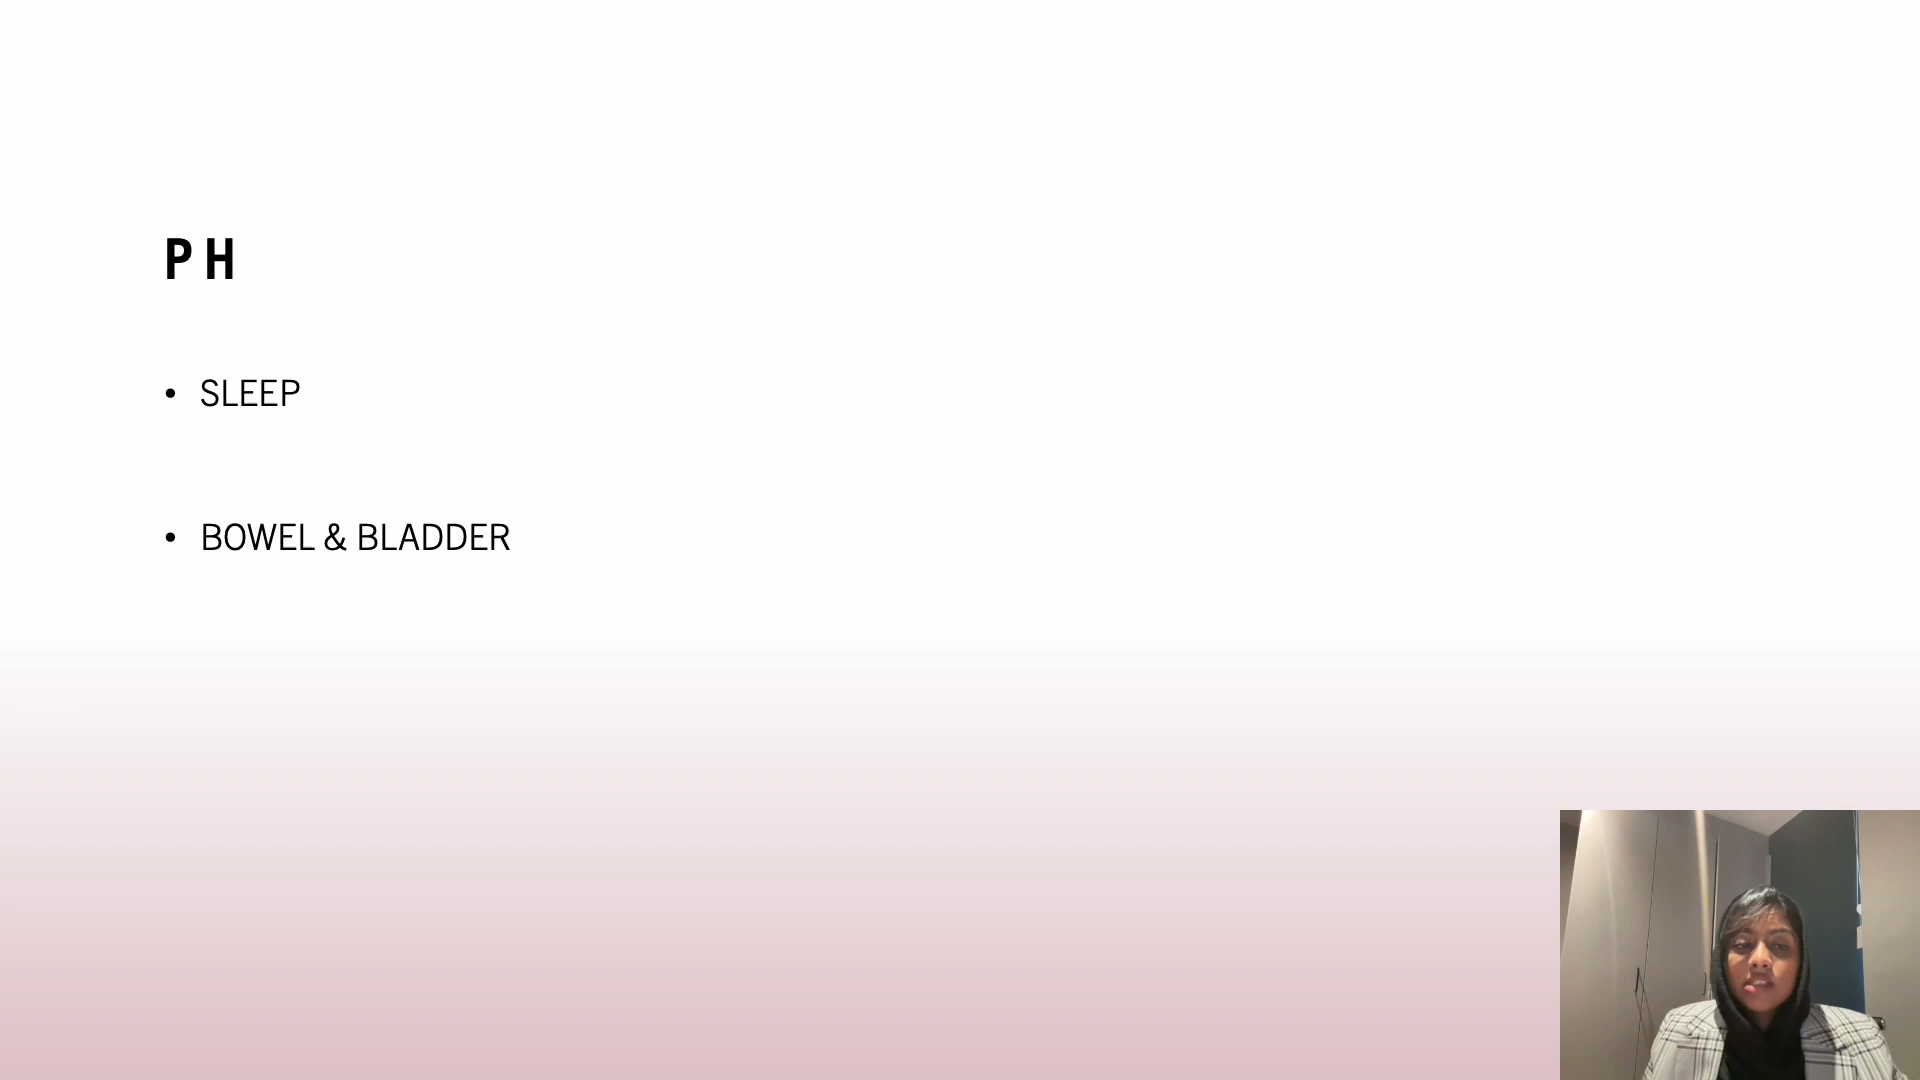 PH
• SLEEP
• BOWEL & BLADDER